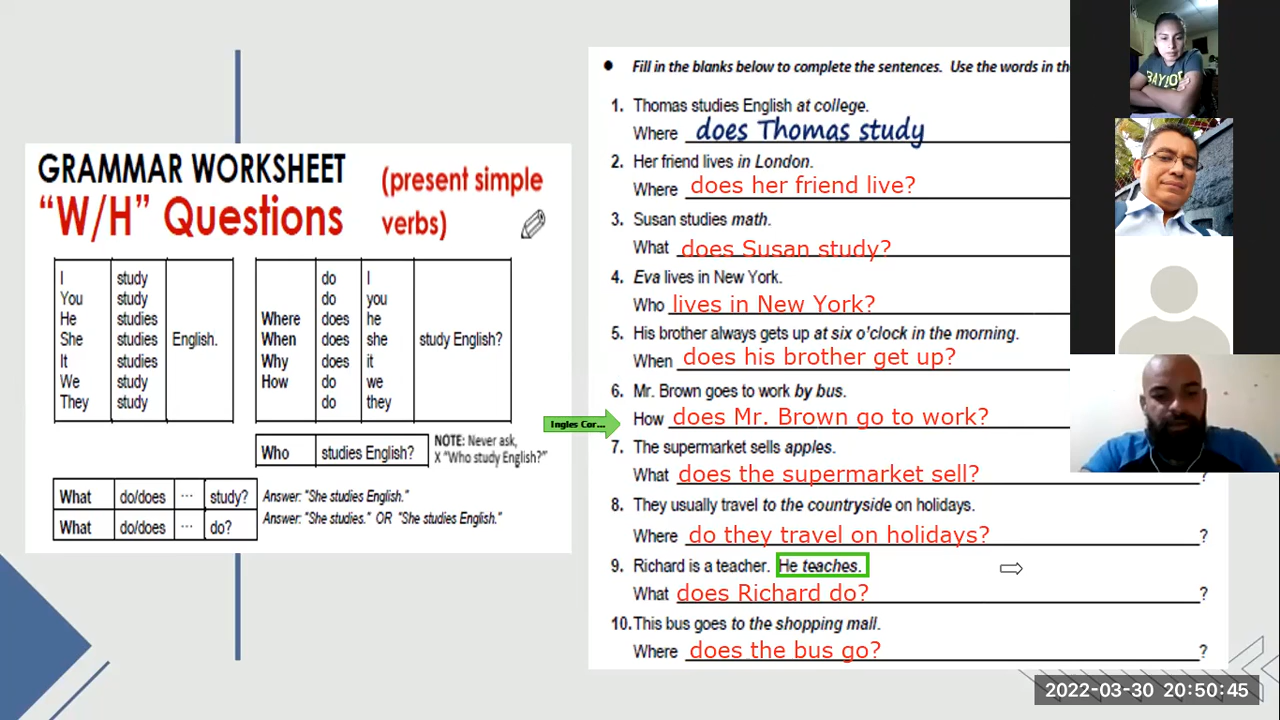 GRAMMAR WORKSHEET
“W/H” Questions
(present simple
verbs)
I study
You study
He studies
She studies English.
It studies
We study
They study
do I
do you
Where does he
When does she study English?
Why does it
How do we
do they
Who studies English?
NOTE: Never ask,
X “Who study English?”
What do/does ... study? Answer: "She studies English."
What do/does ... do? Answer: "She studies." OR "She studies English."
Ingles Cor...
• Fill in the blanks below to complete the sentences. Use the words in
1. Thomas studies English at college.
Where does Thomas study
2. Her friend lives in London.
Where does her friend live?
3. Susan studies math.
What does Susan study?
4. Eva lives in New York.
Who lives in New York?
5. His brother always gets up at six o’clock in the morning.
When does his brother get up?
6. Mr. Brown goes to work by bus.
How does Mr. Brown go to work?
7. The supermarket sells apples.
What does the supermarket sell? ?
8. They usually travel to the countryside on holidays.
Where do they travel on holidays? ?
9. Richard is a teacher. He teaches.
What does Richard do? ?
10. This bus goes to the shopping mall.
Where does the bus go? ?
BAYLOR
2022-03-30 20:50:45